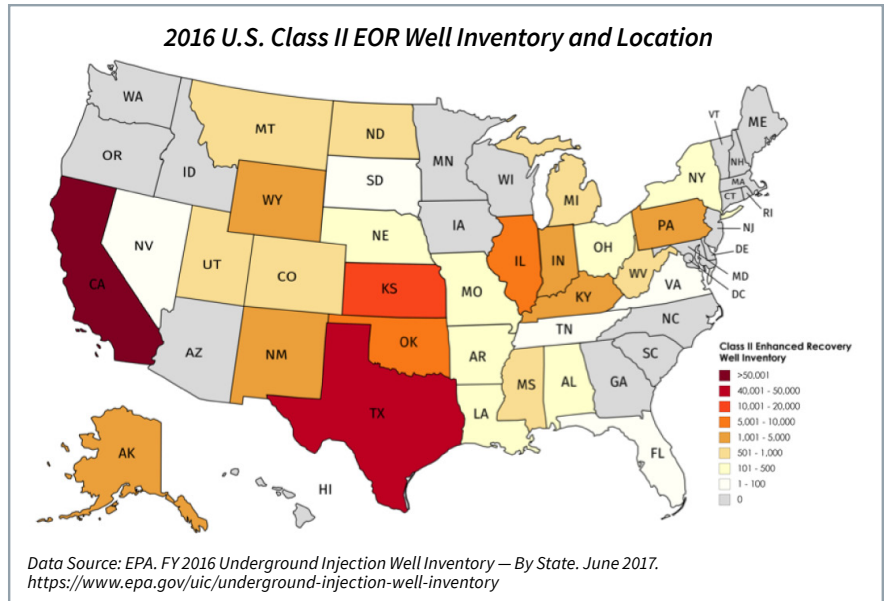 2016 U.S. Class II EOR Well Inventory and Location
WA
OR
ID
MT
ND
MN
WI
MI
NY
VT
NH
ME
MA
CT
RI
NJ
DE
MD
DC
SD
WY
NE
IA
IL
IN
OH
PA
WV
VA
NV
UT
CO
KS
MO
KY
CA
AZ
NM
OK
AR
TN
NC
SC
TX
LA
MS
AL
GA
FL
AK
HI
Class II Enhanced Recovery
Well Inventory
>50,001
40,001 - 50,000
10,001 - 20,000
5,001 - 10,000
1,001 - 5,000
501 - 1,000
101 - 500
1 - 100
0
Data Source: EPA. FY 2016 Underground Injection Well Inventory — By State. June 2017.
https://www.epa.gov/uic/underground-injection-well-inventory